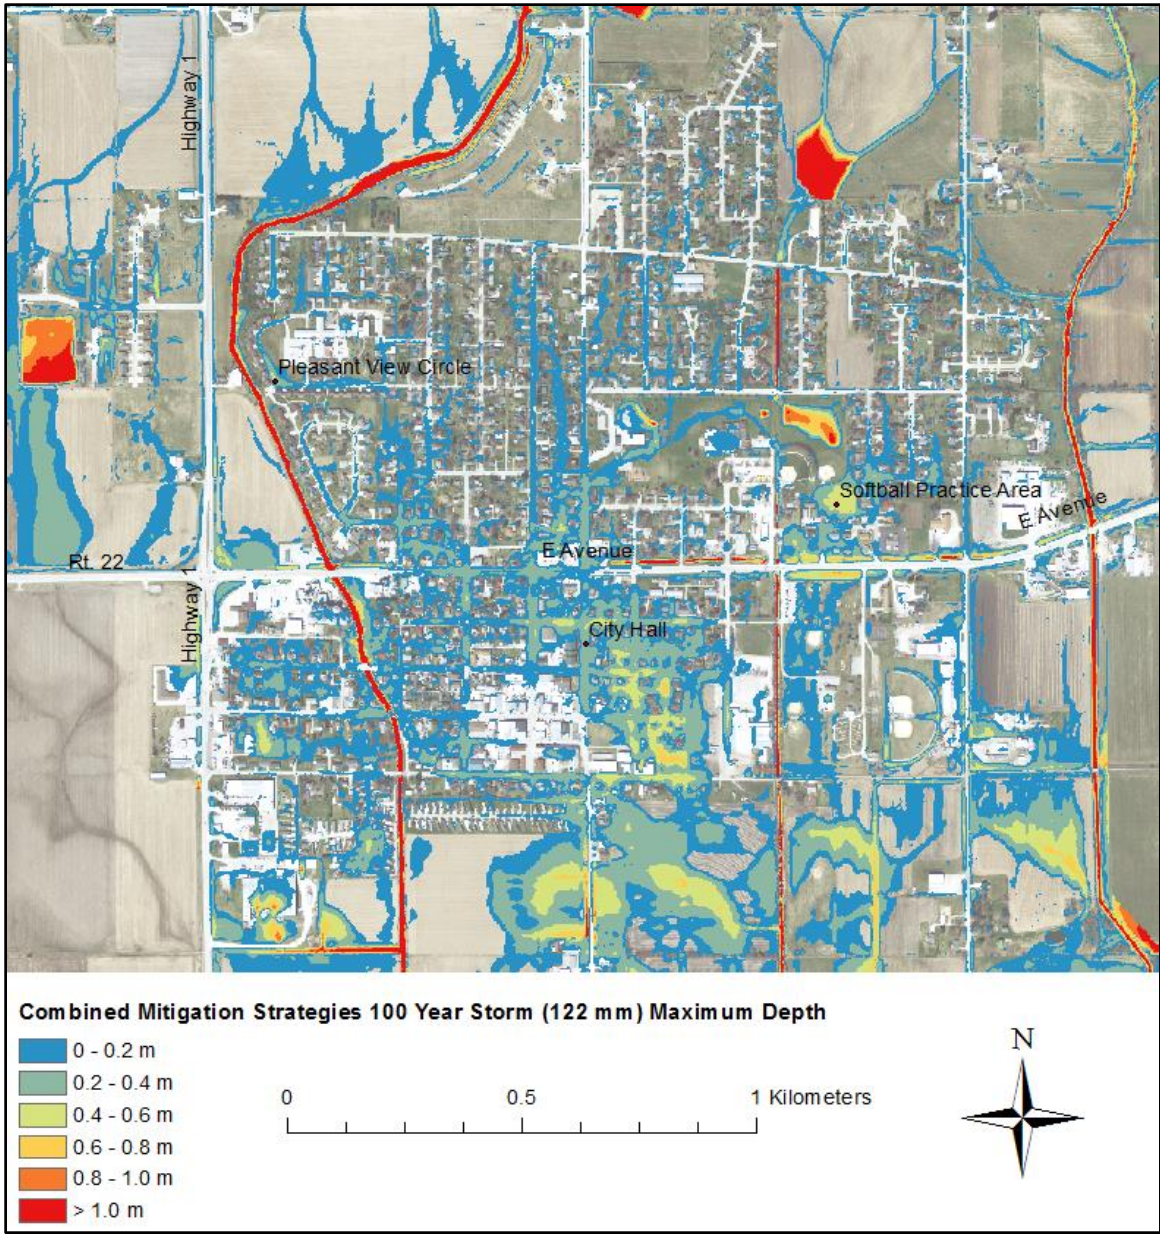 Highway 1
Pleasant View Circle
Softball Practice Area
E Avenue
E Avenue
Rt. 22
Highway 1
City Hall
Combined Mitigation Strategies 100 Year Storm (122 mm) Maximum Depth
0 - 0.2 m
0.2 - 0.4 m
0.4 - 0.6 m
0.6 - 0.8 m
0.8 - 1.0 m
> 1.0 m
0 0.5 1 Kilometers
N